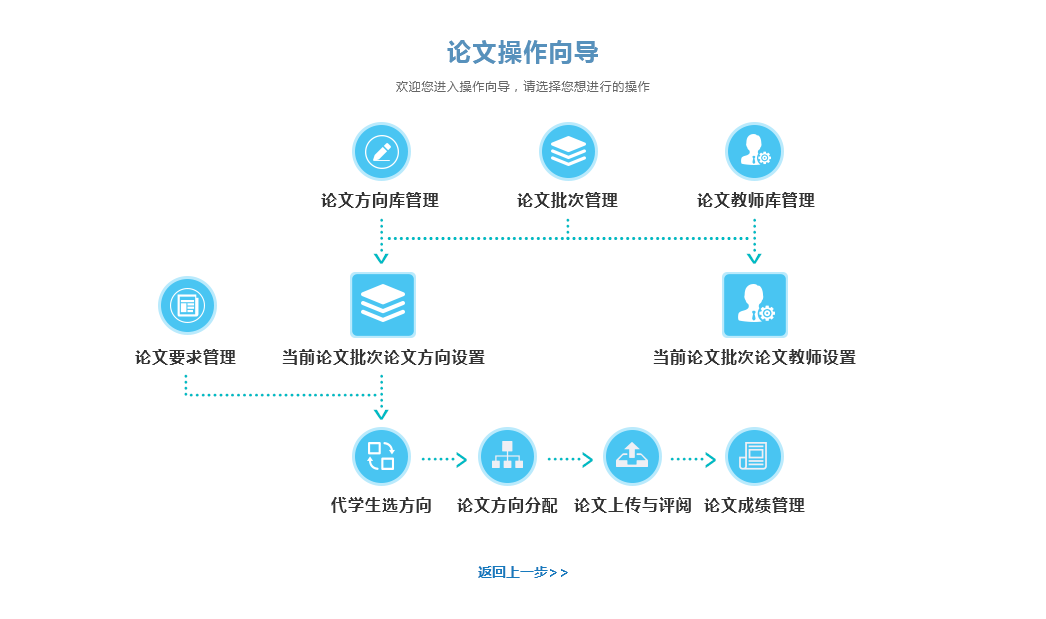 论文操作向导
欢迎您进入操作向导，请选择您想进行的操作
论文方向库管理
论文批次管理
论文教师库管理
论文要求管理
当前论文批次论文方向设置
当前论文批次论文教师设置
代学生选方向
论文方向分配
论文上传与评阅
论文成绩管理
返回上一步>>